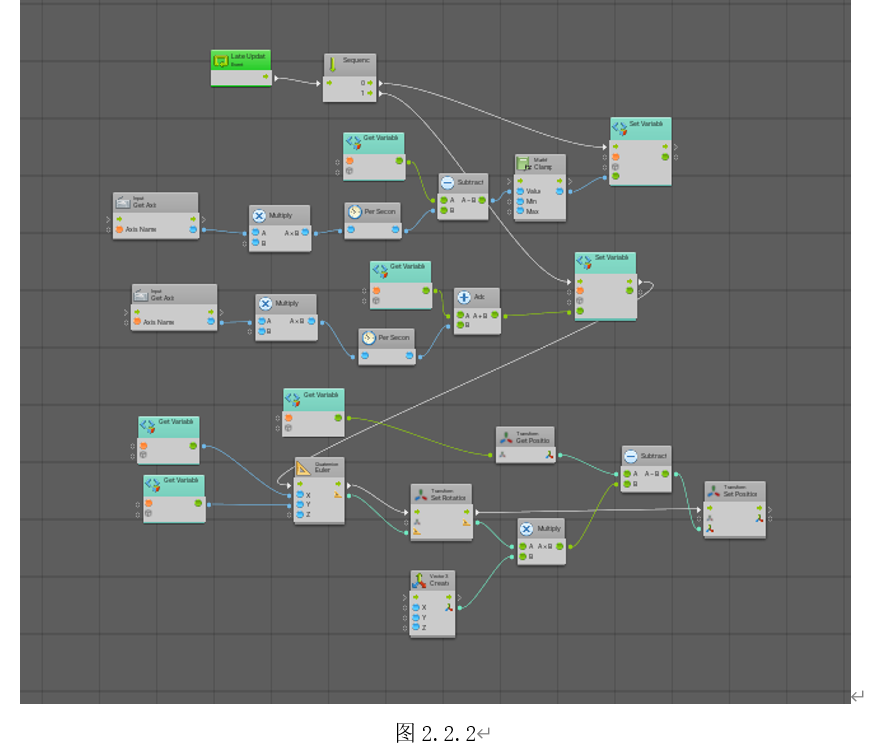 Late Updat
Event
Sequenc
0
1
Set Variabl
Get Variabl
Subtract
A A−B
B
Math
Clamp
Value
Min
Max
Input
Get Axi
Axis Name
Multiply
A A×B
B
Per Secon
Set Variabl
Get Variabl
Add
A A+B
B
Input
Get Axi
Axis Name
Multiply
A A×B
B
Per Secon
Get Variabl
Get Variabl
Get Variabl
Transform
Get Positio
Subtract
A A−B
B
Quaternion
Euler
X
Y
Z
Transform
Set Rotatio
Transform
Set Positio
Multiply
A A×B
B
Vector 3
Create
X
Y
Z
图 2.2.2